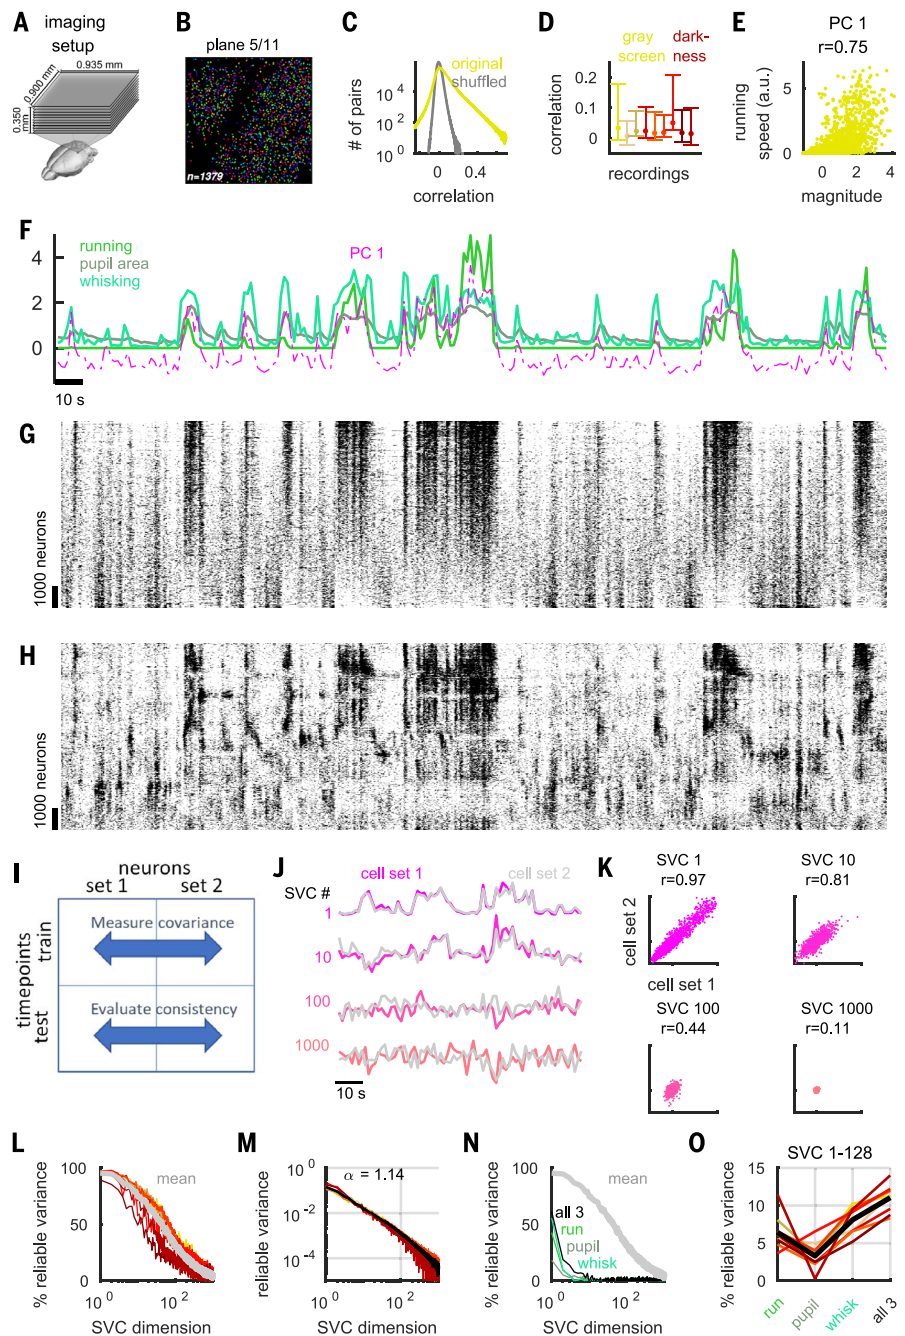 A
imaging
setup
0.935 mm
0.900 mm
0.350
mm
B
plane 5/11
n=1379
C
original
shuffled
# of pairs
10^4
10^2
10^0
0
0.4
correlation
D
gray
screen
dark-
ness
correlation
0.2
0.1
0
recordings
E
PC 1
r=0.75
running
speed (a.u.)
6
4
2
0
0
2
4
magnitude
F
running
pupil area
whisking
PC 1
4
2
0
10 s
G
1000 neurons
H
1000 neurons
I
neurons
set 1
set 2
timepoints
train
test
Measure covariance
Evaluate consistency
J
cell set 1
cell set 2
SVC #
1
10
100
1000
10 s
K
SVC 1
r=0.97
SVC 10
r=0.81
cell set 2
cell set 1
SVC 100
r=0.44
SVC 1000
r=0.11
L
% reliable variance
100
50
0
mean
10^0
10^2
SVC dimension
M
reliable variance
10^0
10^-2
10^-4
α = 1.14
10^0
10^2
SVC dimension
N
% reliable variance
100
50
0
mean
all 3
run
pupil
whisk
10^0
10^2
SVC dimension
O
SVC 1-128
% reliable variance
15
10
5
0
run
pupil
whisk
all 3